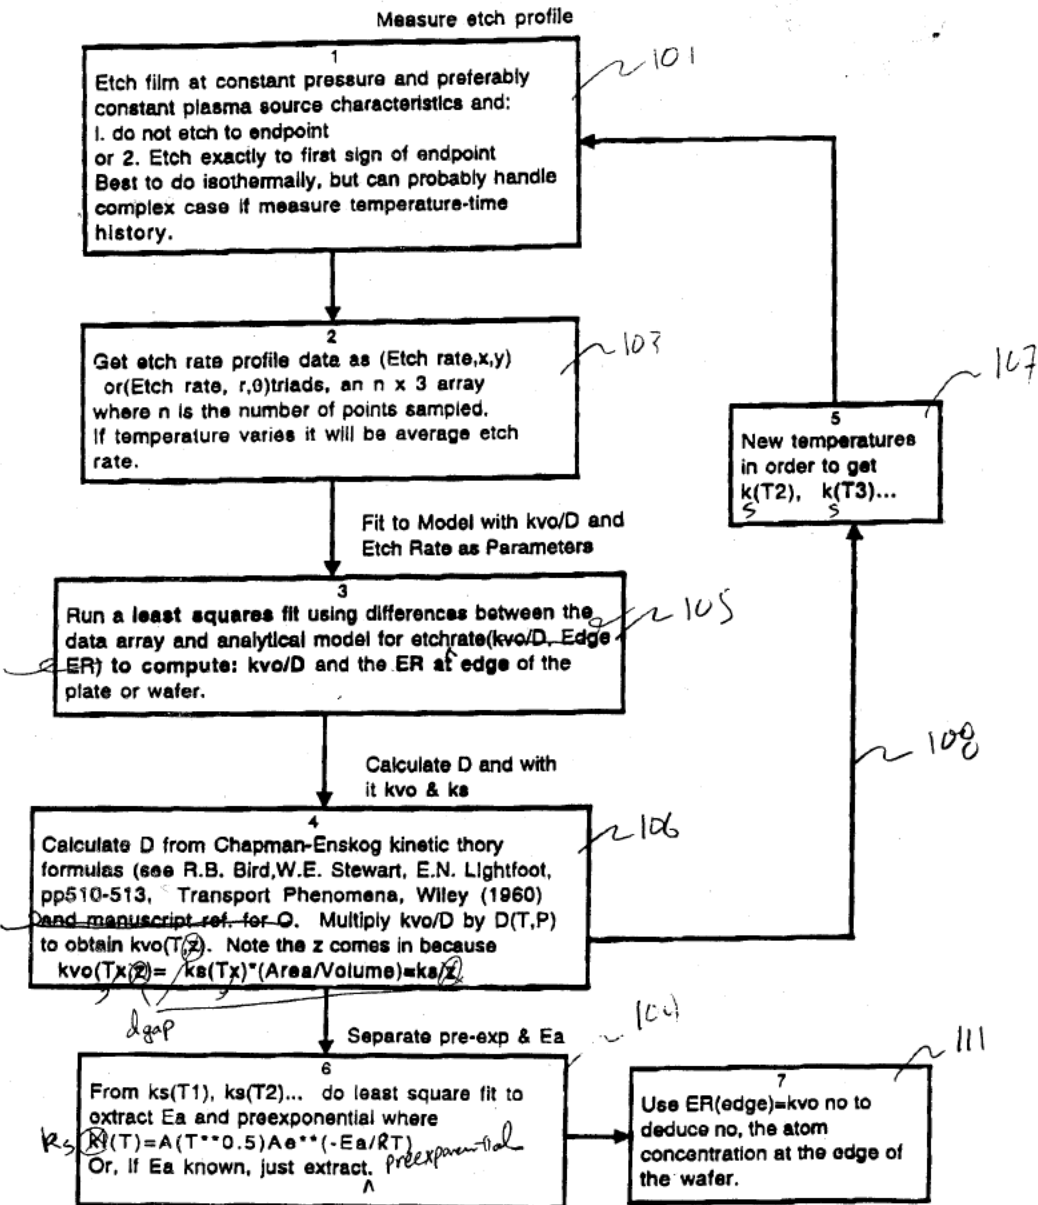 Measure etch profile
1
101
Etch film at constant pressure and preferably
constant plasma source characteristics and:
I. do not etch to endpoint
or 2. Etch exactly to first sign of endpoint
Best to do isothermally, but can probably handle
complex case if measure temperature-time
history.
2
103
Get etch rate profile data as (Etch rate,x,y)
or(Etch rate, r,θ)triads, an n x 3 array
where n is the number of points sampled.
If temperature varies it will be average etch
rate.
107
5
New temperatures
in order to get
k(T2), k(T3)...
s s
Fit to Model with kvo/D and
Etch Rate as Parameters
3
105
Run a least squares fit using differences between the
data array and analytical model for etchrate(kvo/D, Edge
ER) to compute: kvo/D and the ER at edge of the
plate or wafer.
108
Calculate D and with
it kvo & ks
4
106
Calculate D from Chapman-Enskog kinetic thory
formulas (see R.B. Bird,W.E. Stewart, E.N. Lightfoot,
pp510-513, Transport Phenomena, Wiley (1960)
and manuscript ref. for O. Multiply kvo/D by D(T,P)
to obtain kvo(T,z). Note the z comes in because
kvo(Tx,z)= ks(Tx)*(Area/Volume)=ks/z
dgap
Separate pre-exp & Ea
6
From ks(T1), ks(T2)... do least square fit to
extract Ea and preexponential where
ks (T)=A(T**0.5)Ae**(-Ea/RT)
Or, If Ea known, just extract. preexponential
111
7
Use ER(edge)=kvo no to
deduce no, the atom
concentration at the edge of
the wafer.